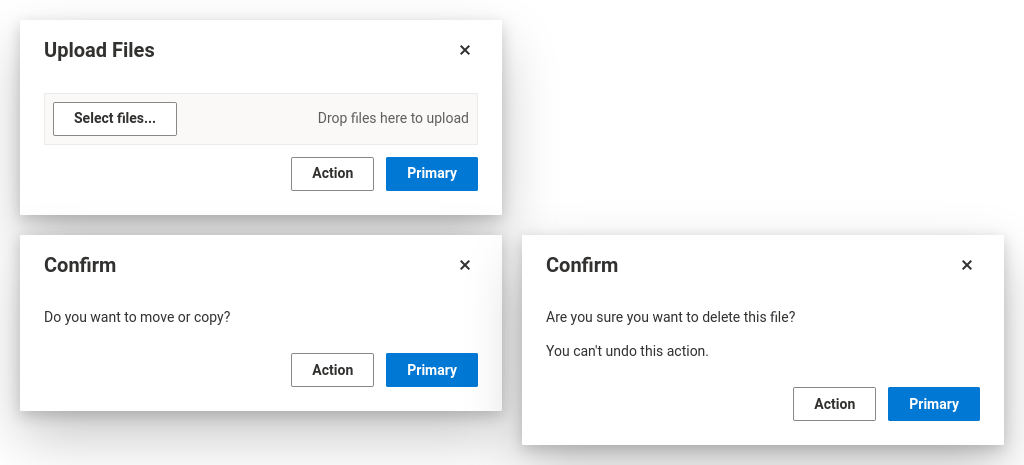 Upload Files
Select files...
Drop files here to upload
Action
Primary
Confirm
Do you want to move or copy?
Action
Primary
Confirm
Are you sure you want to delete this file?
You can't undo this action.
Action
Primary